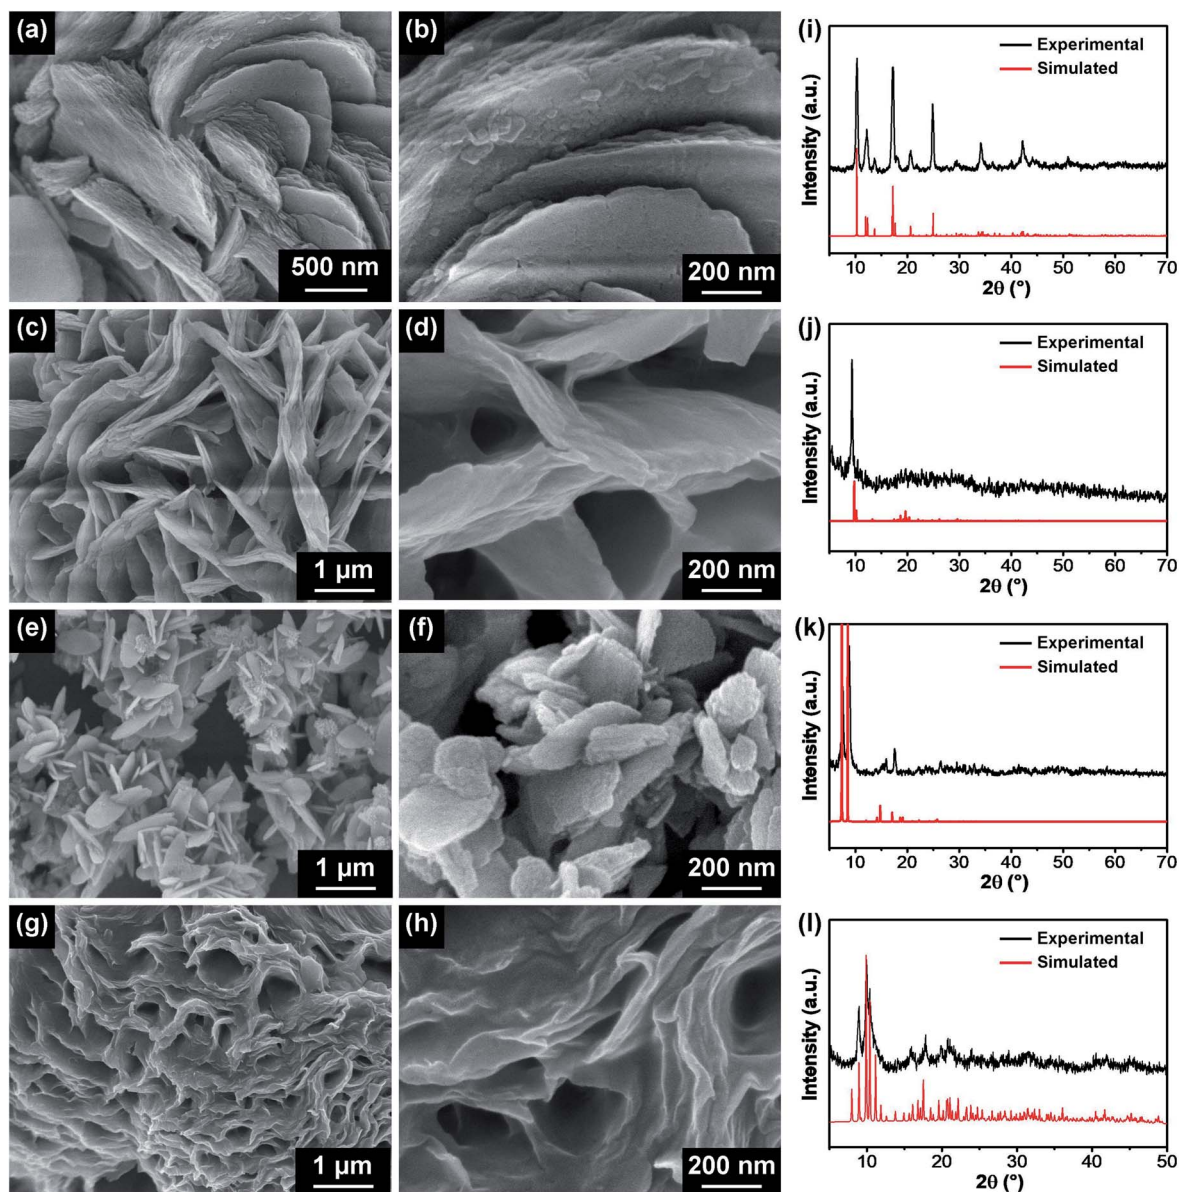 (a)
500 nm
(b)
200 nm
(i)
Experimental
Simulated
Intensity (a.u.)
10 20 30 40 50 60 70
2θ (°)
(c)
1 µm
(d)
200 nm
(j)
Experimental
Simulated
Intensity (a.u.)
10 20 30 40 50 60 70
2θ (°)
(e)
1 µm
(f)
200 nm
(k)
Experimental
Simulated
Intensity (a.u.)
10 20 30 40 50 60 70
2θ (°)
(g)
1 µm
(h)
200 nm
(l)
Experimental
Simulated
Intensity (a.u.)
10 20 30 40 50
2θ (°)